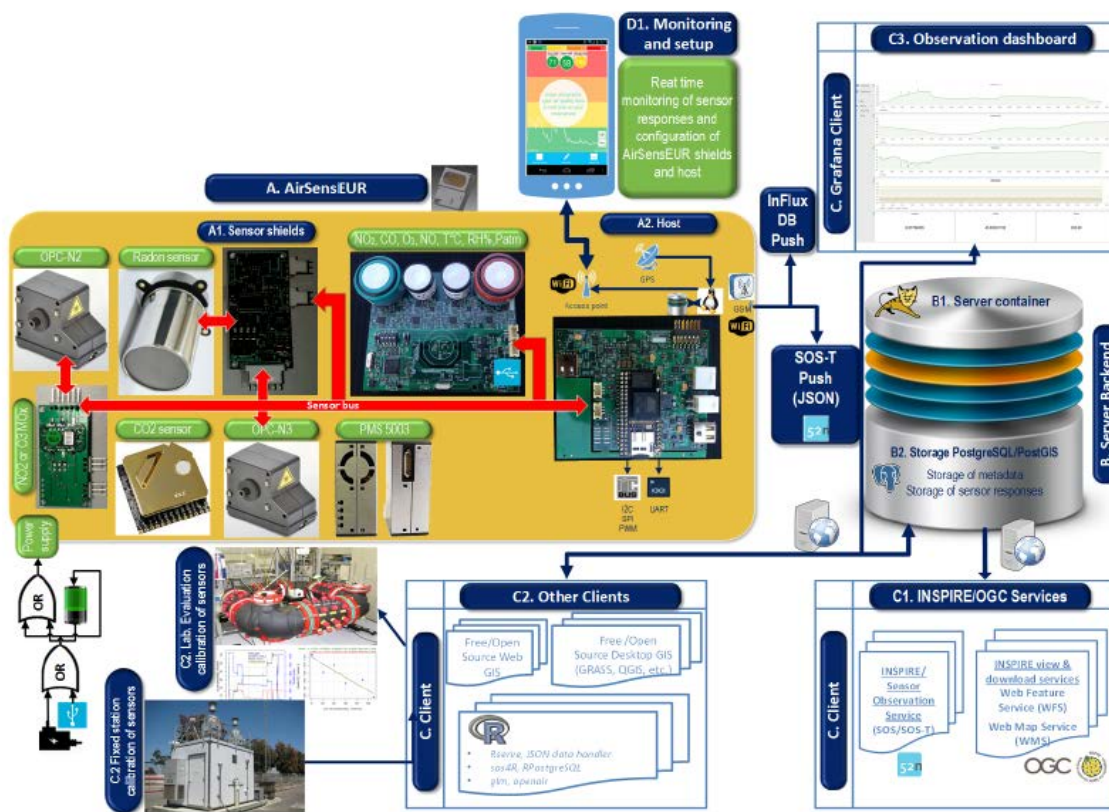 D1. Monitoring
and setup
Real time
monitoring of sensor
responses and
configuration of
AirSensEUR shields
and host
C3. Observation dashboard
C. Grafana Client
A. AirSensEUR
InFlux
DB
Push
A1. Sensor shields
A2. Host
OPC-N2
Radon sensor
NO₂, CO, O₃, NO, T°C, RH%,Patm
GPS
WiFi
Access point
GSM
WiFi
B1. Server container
SOS-T
Push
(JSON)
52n
B. Server Backend
Sensor bus
/NO2 or O3 MOx
CO2 sensor
OPC-N3
PMS 5003
B2. Storage PostgreSQL/PostGIS
Storage of metadata
Storage of sensor responses
I2C
SPI
PWM
UART
Power
supply
OR
OR
C2. Lab. Evaluation
calibration of sensors
C.2 Fixed station
calibration of sensors
C. Client
C2. Other Clients
Free/Open
Source Web
GIS
Free /Open
Source Desktop GIS
(GRASS, QGIS, etc.)
R
• Rserve, JSON data handler
• sos4R, RPostgreSQL
• plm, openair
C1. INSPIRE/OGC Services
C. Client
INSPIRE/
Sensor
Observation
Service
(SOS/SOS-T)
52n
INSPIRE view &
download services
Web Feature
Service (WFS)
Web Map Service
(WMS)
OGC